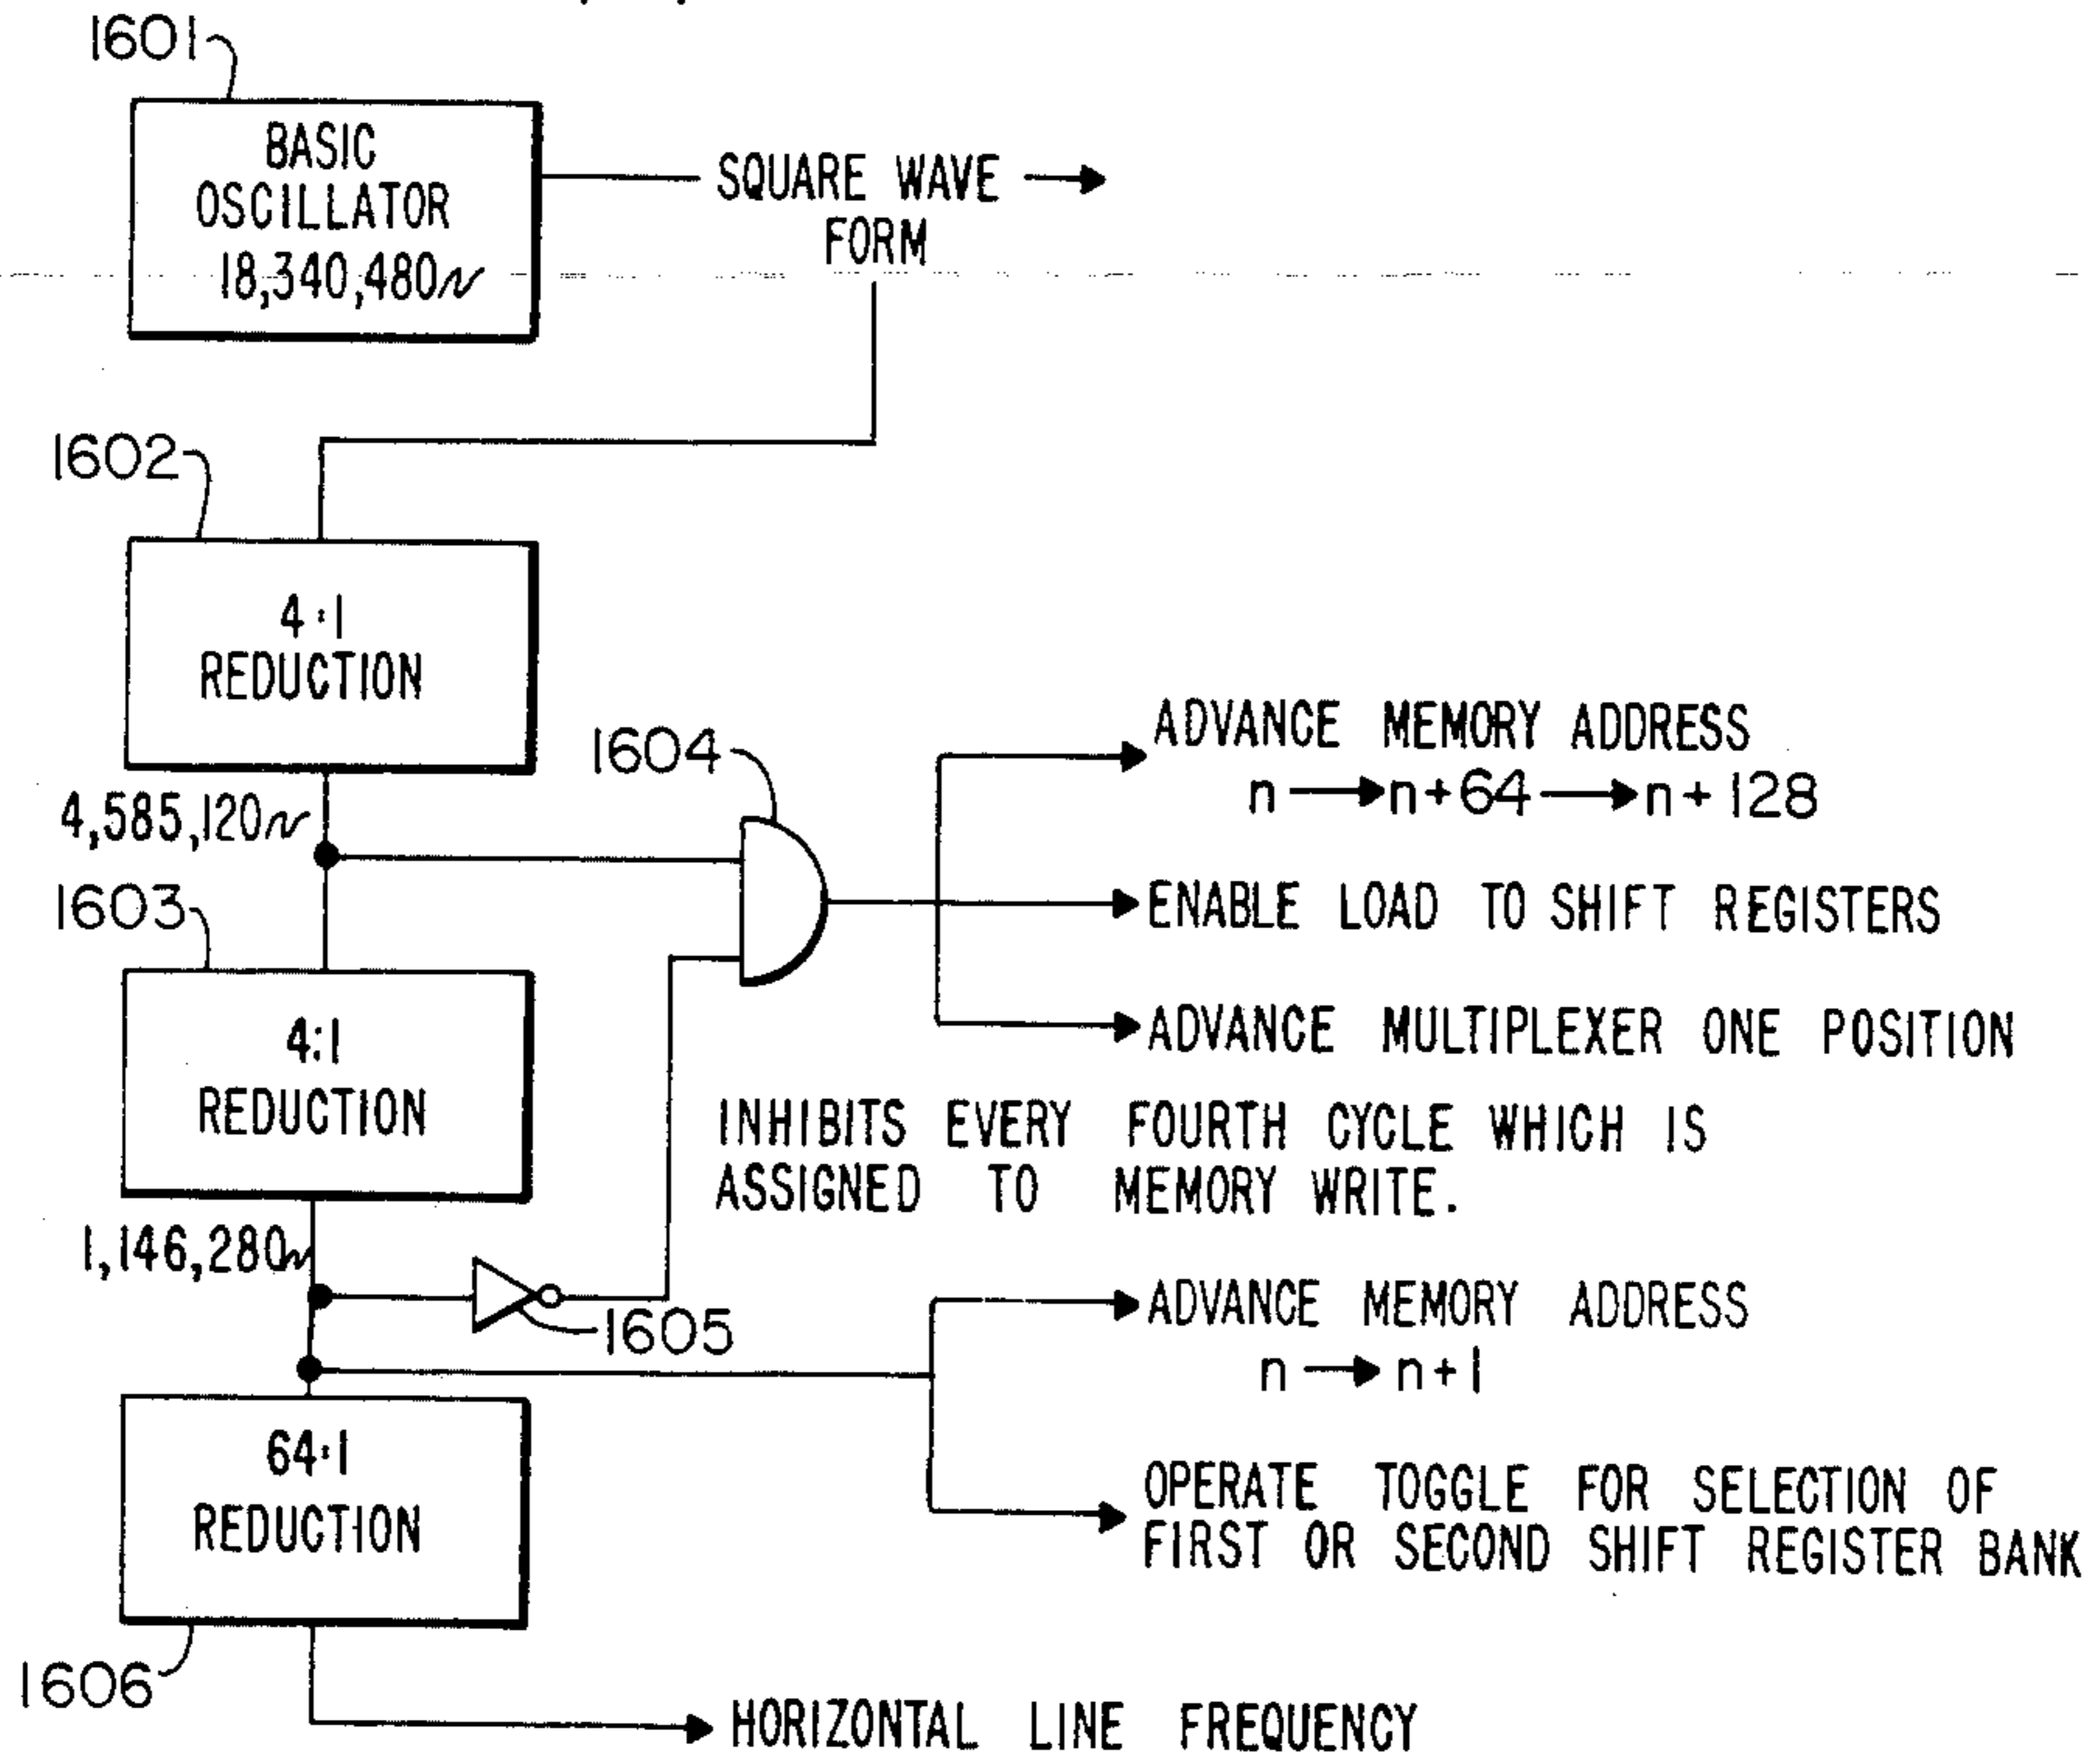 1601
BASIC
OSCILLATOR
18,340,480~
SQUARE WAVE
FORM
1602
4:1
REDUCTION
4,585,120~
1604
ADVANCE MEMORY ADDRESS
n → n+64 → n+128
1603
ENABLE LOAD TO SHIFT REGISTERS
4:1
REDUCTION
ADVANCE MULTIPLEXER ONE POSITION
INHIBITS EVERY FOURTH CYCLE WHICH IS
ASSIGNED TO MEMORY WRITE.
1,146,280~
1605
ADVANCE MEMORY ADDRESS
n → n+1
64:1
REDUCTION
OPERATE TOGGLE FOR SELECTION OF
FIRST OR SECOND SHIFT REGISTER BANK
1606
HORIZONTAL LINE FREQUENCY